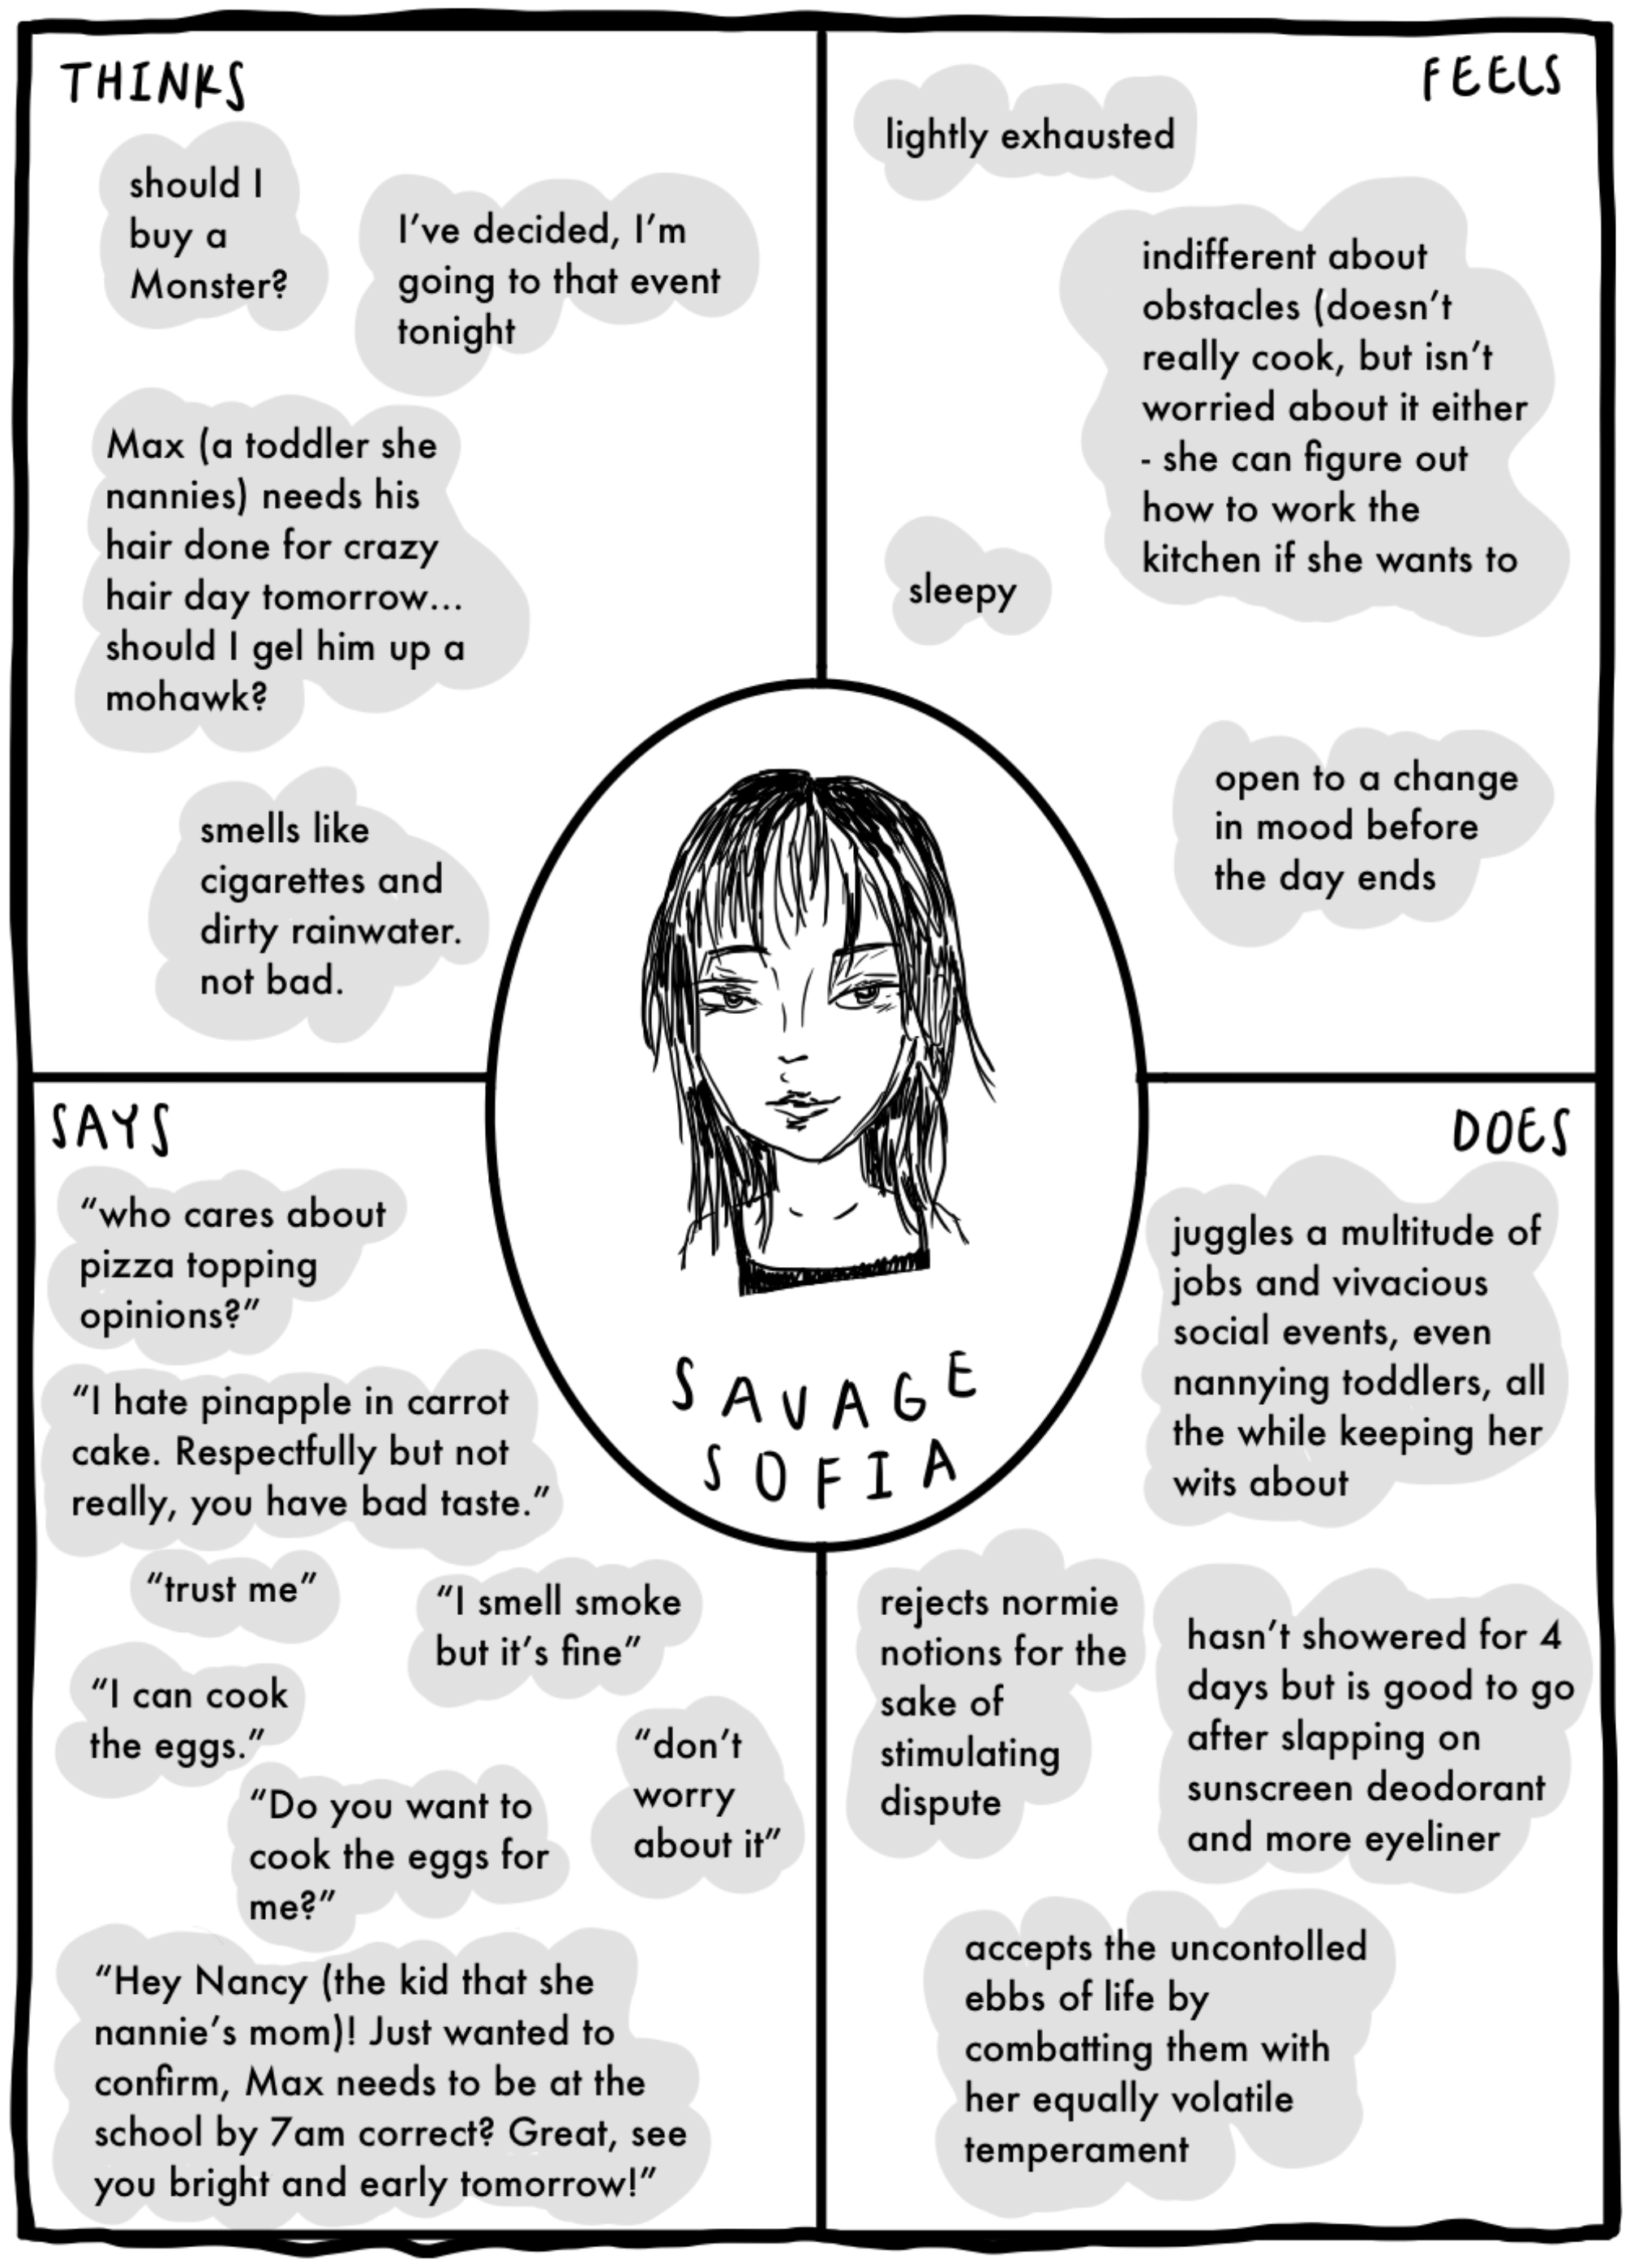 THINKS
should I
buy a
Monster?
I've decided, I'm
going to that event
tonight
Max (a toddler she
nannies) needs his
hair done for crazy
hair day tomorrow...
should I gel him up a
mohawk?
smells like
cigarettes and
dirty rainwater.
not bad.
FEELS
lightly exhausted
indifferent about
obstacles (doesn't
really cook, but isn't
worried about it either
- she can figure out
how to work the
kitchen if she wants to
sleepy
open to a change
in mood before
the day ends
SAVAGE
SOFIA
SAYS
"who cares about
pizza topping
opinions?"
"I hate pinapple in carrot
cake. Respectfully but not
really, you have bad taste."
"trust me"
"I smell smoke
but it's fine"
"I can cook
the eggs."
"don't
worry
about it"
"Do you want to
cook the eggs for
me?"
"Hey Nancy (the kid that she
nannie's mom)! Just wanted to
confirm, Max needs to be at the
school by 7am correct? Great, see
you bright and early tomorrow!"
DOES
juggles a multitude of
jobs and vivacious
social events, even
nannying toddlers, all
the while keeping her
wits about
rejects normie
notions for the
sake of
stimulating
dispute
hasn't showered for 4
days but is good to go
after slapping on
sunscreen deodorant
and more eyeliner
accepts the uncontolled
ebbs of life by
combatting them with
her equally volatile
temperament